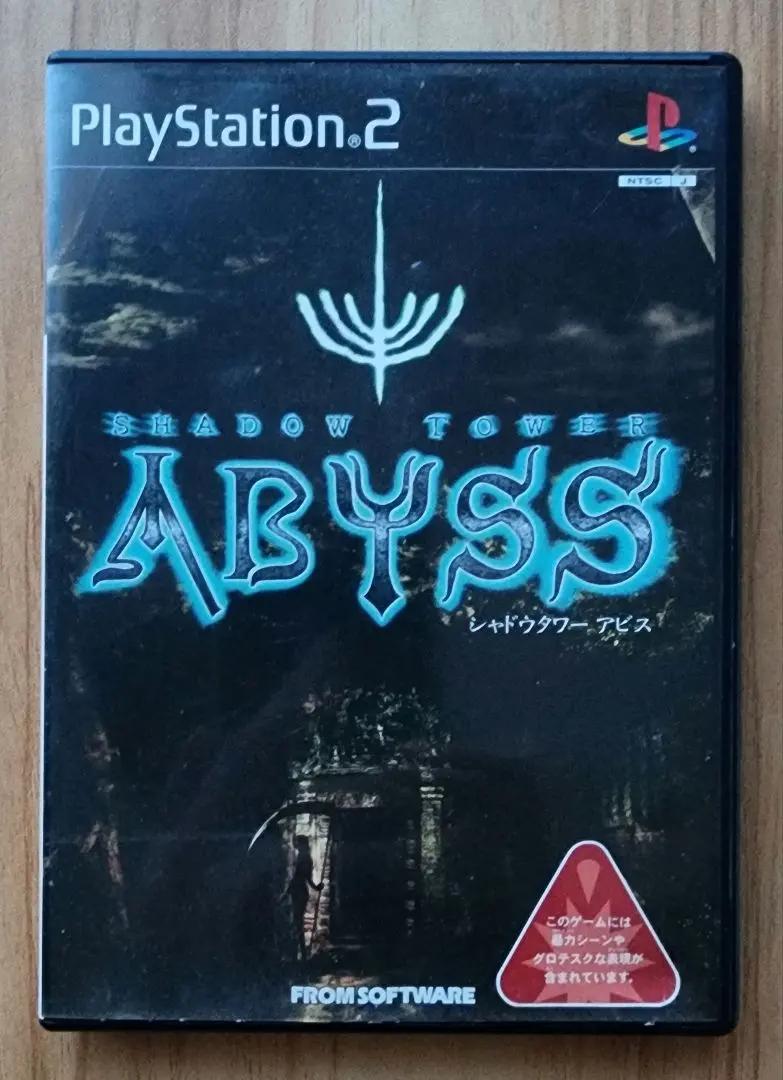 PlayStation®2
NTSC J
SHADOW TOWER
ABYSS
シャドウタワー アビス
このゲームには
暴力シーンや
グロテスクな表現が
含まれています。
FROMSOFTWARE